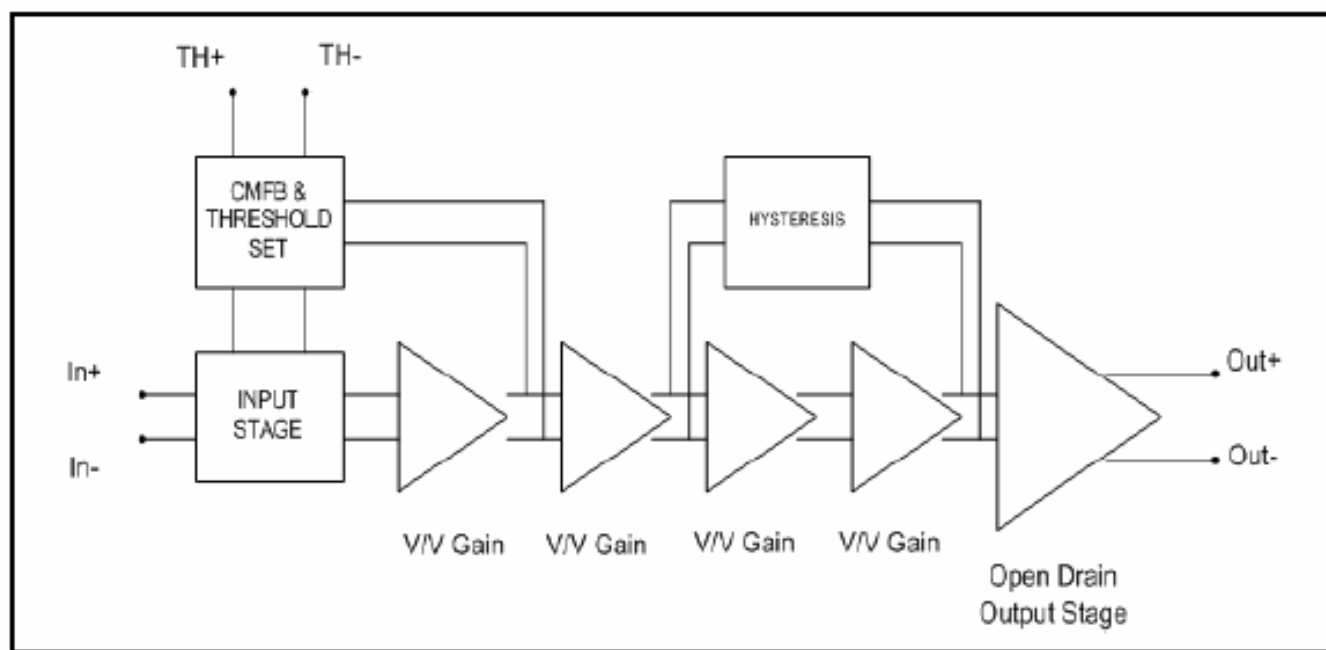 TH+
TH-
CMFB &
THRESHOLD
SET
HYSTERESIS
In+
In-
INPUT
STAGE
Out+
Out-
V/V Gain
V/V Gain
V/V Gain
V/V Gain
Open Drain
Output Stage